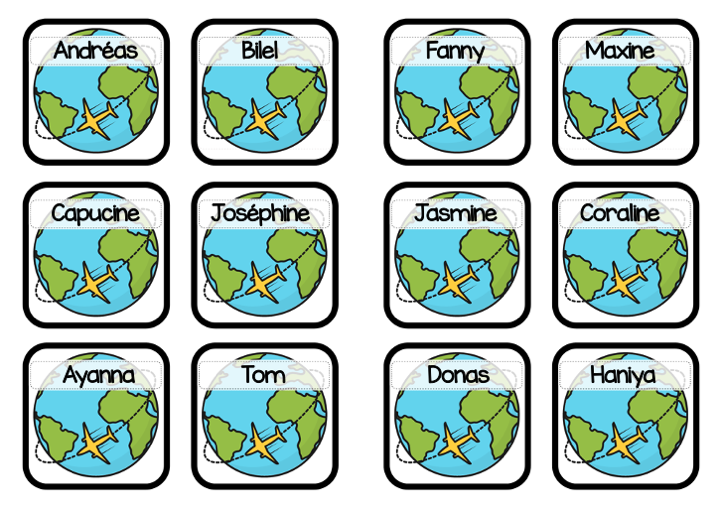 Andréas
Bilel
Fanny
Maxine
Capucine
Joséphine
Jasmine
Coraline
Ayanna
Tom
Donas
Haniya